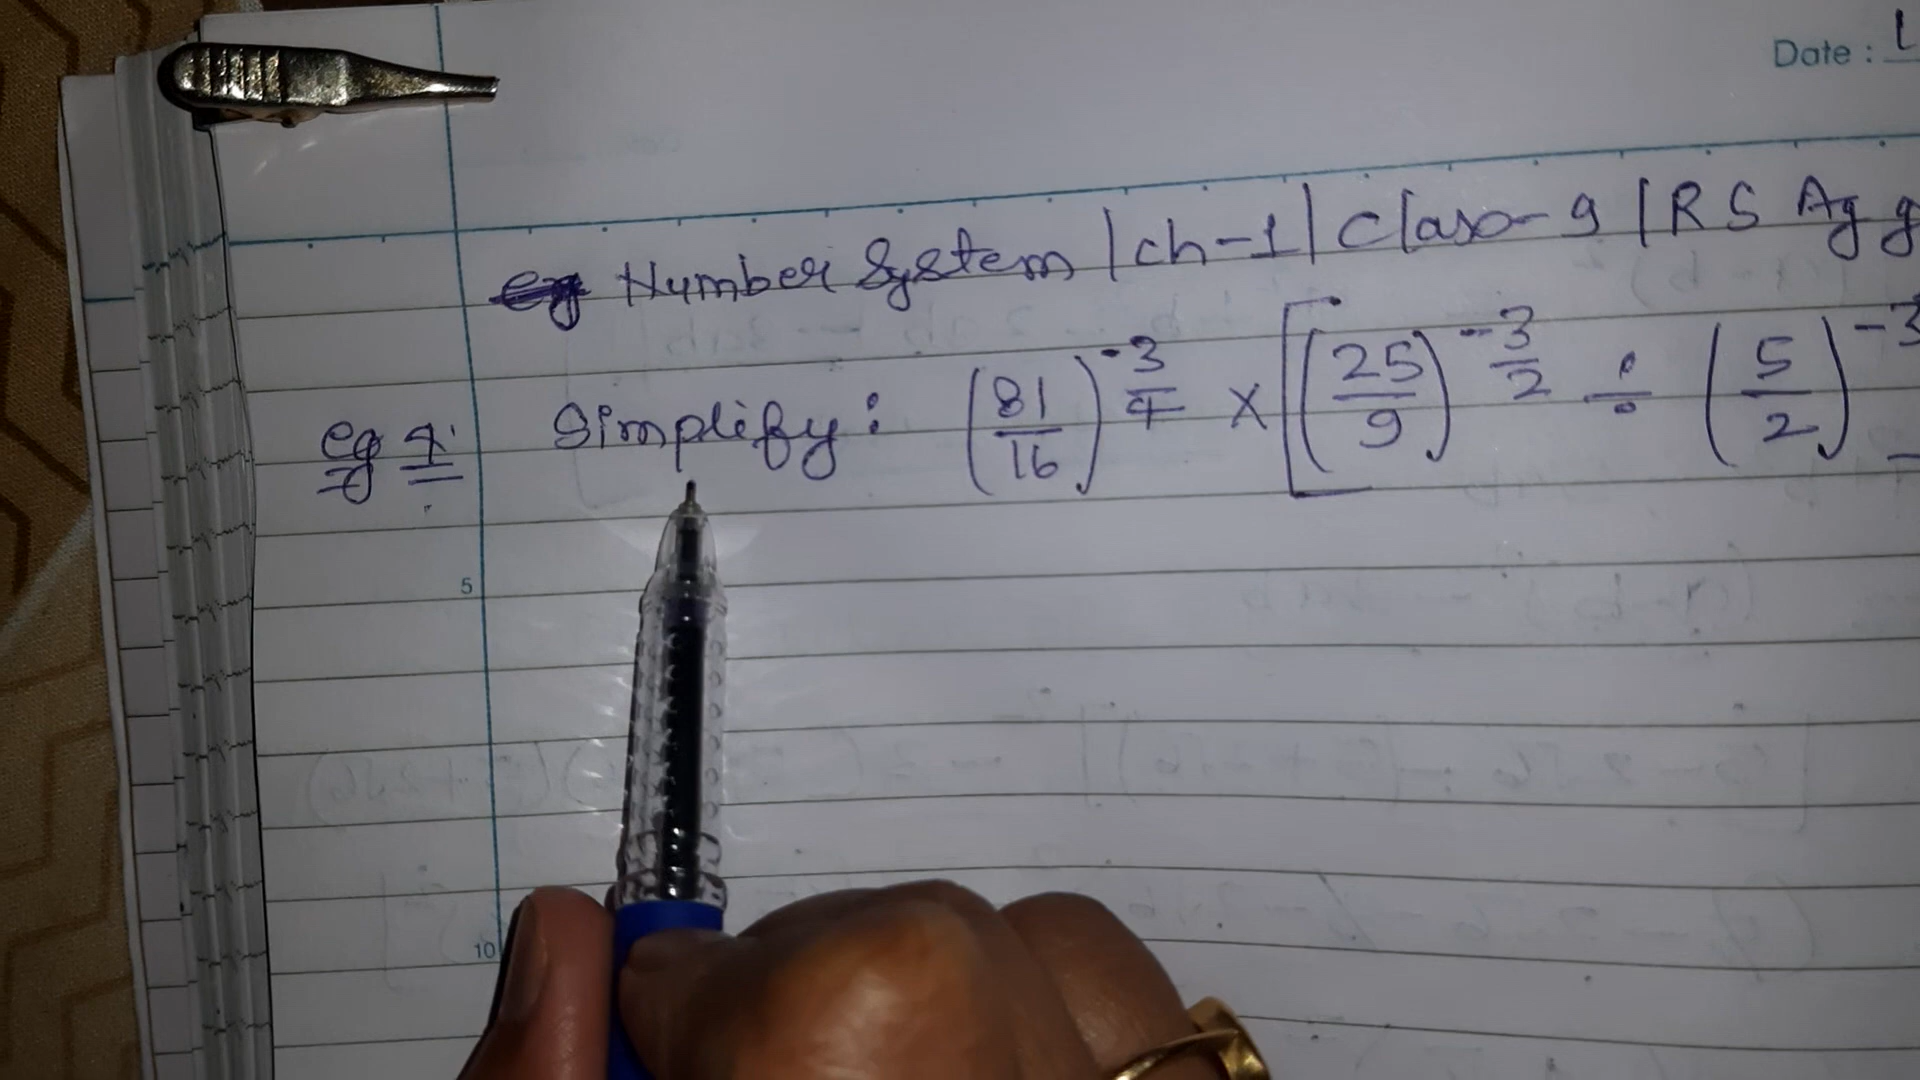 Date :
Number System | ch-1 | Class-9 | RS Agg
eg 7. Simplify : (81/16)^-3/4 × [(25/9)^-3/2 ÷ (5/2)^-3
5
10